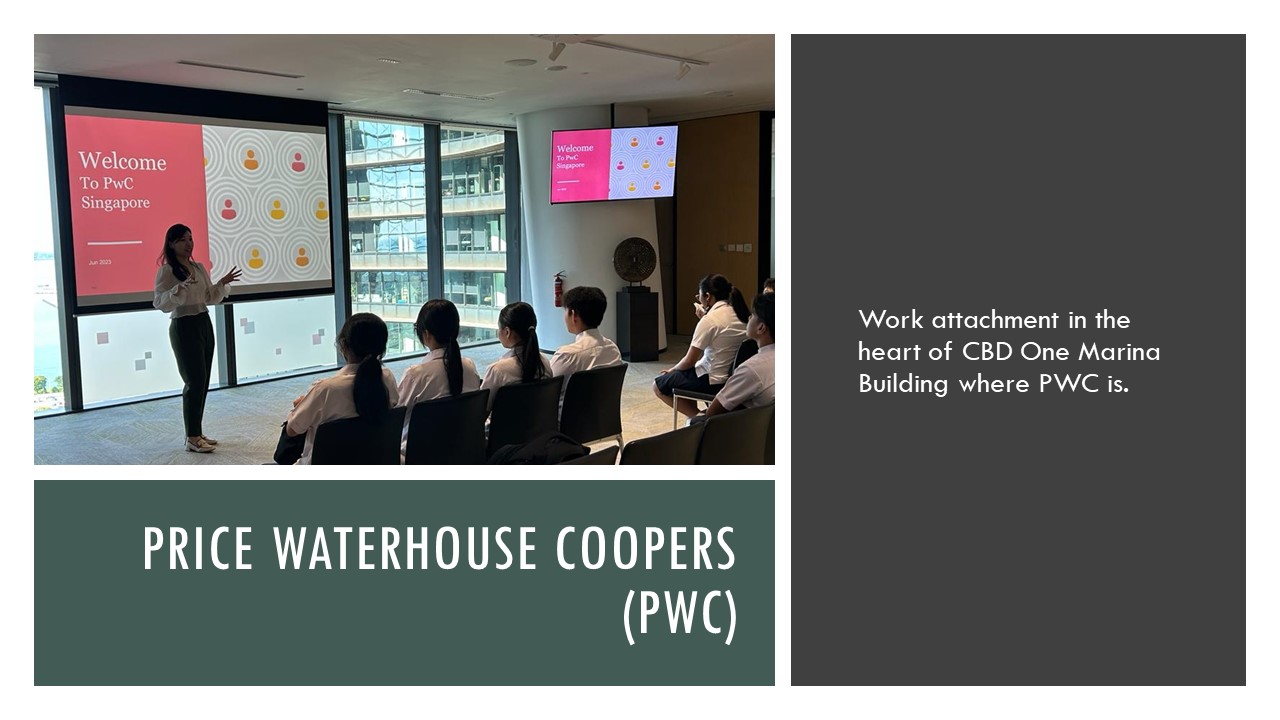 Welcome
To PwC
Singapore
Jun 2023
Welcome
To PwC
Singapore
PRICE WATERHOUSE COOPERS
(PWC)
Work attachment in the
heart of CBD One Marina
Building where PWC is.